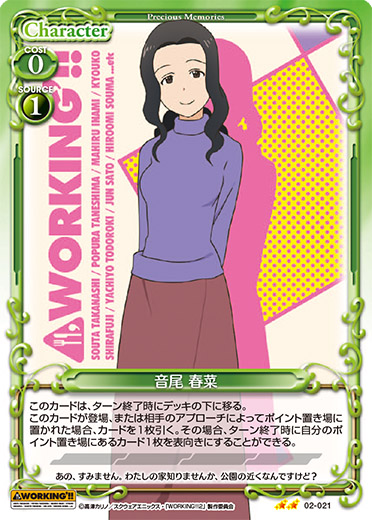 Precious Memories
Character
COST
0
SOURCE
1
WORKING'!!
SOUTA TAKANASHI / POPURA TANESHIMA / MAHIRU INAMI / KYOUKO
SHIRAFUJI / YACHIYO TODOROKI / JUN SATO / HIROOMI SOUMA ...etc
音尾 春菜
このカードは、ターン終了時にデッキの下に移る。
このカードが登場、または相手のアプローチによってポイント置き場に
置かれた場合、カードを1枚引く。その場合、ターン終了時に自分のポ
イント置き場にあるカード1枚を表向きにすることができる。
あの、すみません。わたしの家知りませんか、公園の近くなんですけど?
WORKING'!!
©高津カリノ/スクウェアエニックス・「WORKING!!2」製作委員会
02-021